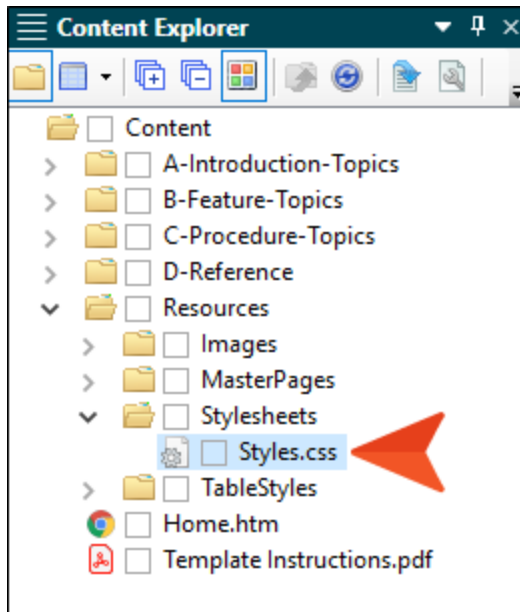 Content Explorer
Content
A-Introduction-Topics
B-Feature-Topics
C-Procedure-Topics
D-Reference
Resources
Images
MasterPages
Stylesheets
Styles.css
TableStyles
Home.htm
Template Instructions.pdf